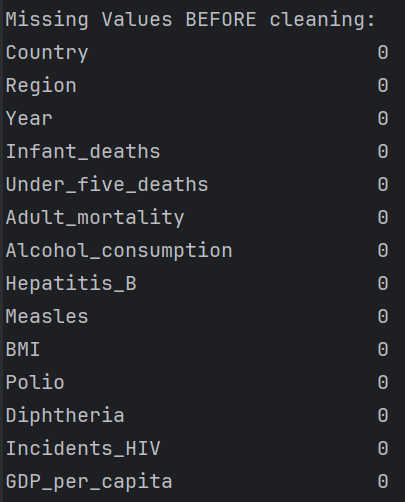 Missing Values BEFORE cleaning:
Country 0
Region 0
Year 0
Infant_deaths 0
Under_five_deaths 0
Adult_mortality 0
Alcohol_consumption 0
Hepatitis_B 0
Measles 0
BMI 0
Polio 0
Diphtheria 0
Incidents_HIV 0
GDP_per_capita 0